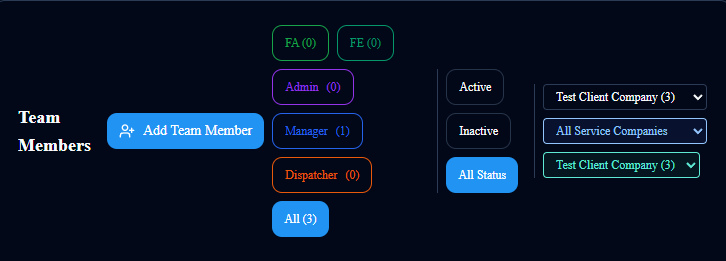 Team
Members
Add Team Member
FA (0)
FE (0)
Admin (0)
Manager (1)
Dispatcher (0)
All (3)
Active
Inactive
All Status
Test Client Company (3)
All Service Companies
Test Client Company (3)